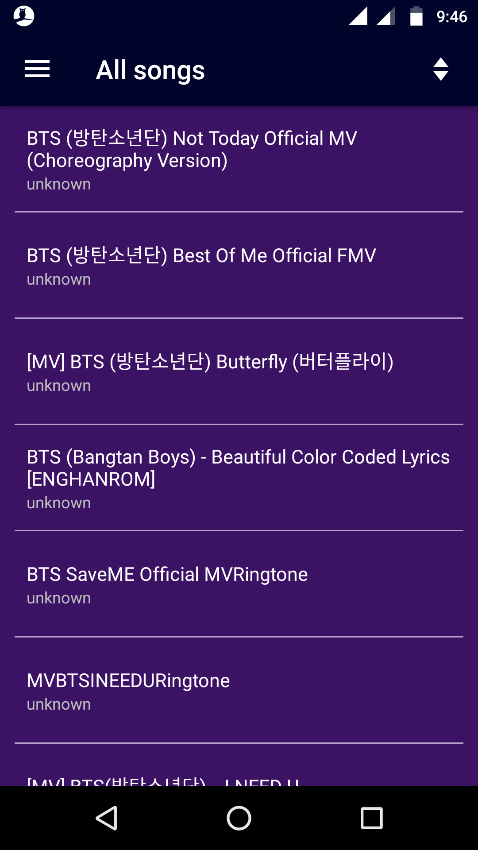 9:46
All songs
BTS (방탄소년단) Not Today Official MV
(Choreography Version)
unknown
BTS (방탄소년단) Best Of Me Official FMV
unknown
[MV] BTS (방탄소년단) Butterfly (버터플라이)
unknown
BTS (Bangtan Boys) - Beautiful Color Coded Lyrics
[ENGHANROM]
unknown
BTS SaveME Official MVRingtone
unknown
MVBTSINEEDURingtone
unknown
[MV] BTS(방탄소년단) _ I NEED U